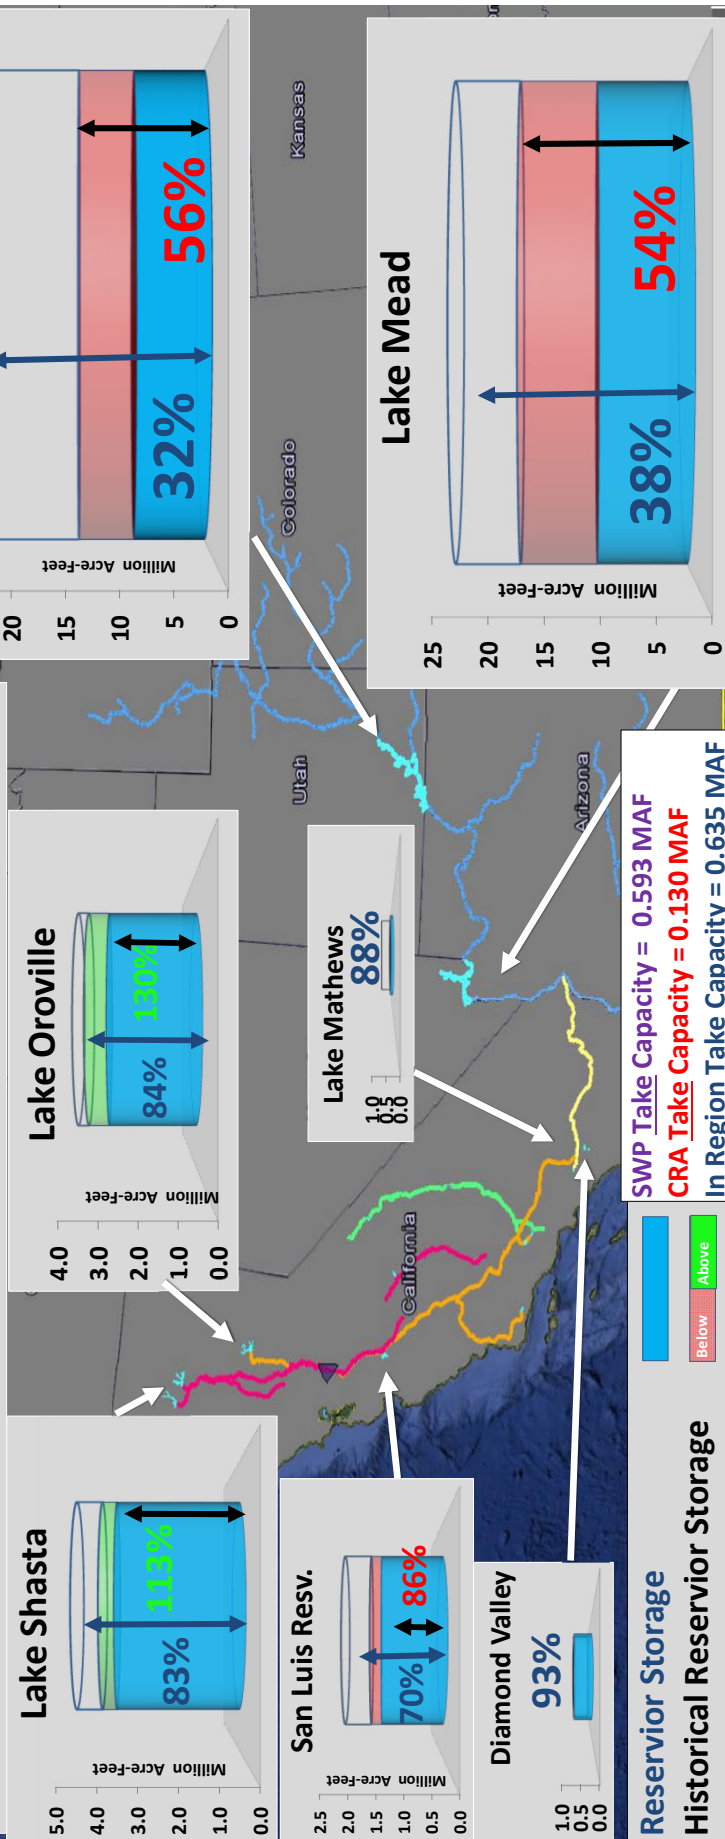 Lake Shasta
5.0
4.0
3.0
2.0
1.0
0.0
Million Acre-Feet
83%
113%
Lake Oroville
4.0
3.0
2.0
1.0
0.0
Million Acre-Feet
84%
130%
20
15
10
5
0
Million Acre-Feet
32%
56%
San Luis Resv.
2.5
2.0
1.5
1.0
0.5
0.0
Million Acre-Feet
70%
86%
Diamond Valley
1.0
0.5
0.0
93%
Lake Mathews
1.0
0.5
0.0
88%
Lake Mead
25
20
15
10
5
0
Million Acre-Feet
38%
54%
California
Utah
Arizona
Colorado
Kansas
Reservior Storage
Historical Reservior Storage
Below
Above
SWP Take Capacity = 0.593 MAF
CRA Take Capacity = 0.130 MAF
In Region Take Capacity = 0.635 MAF